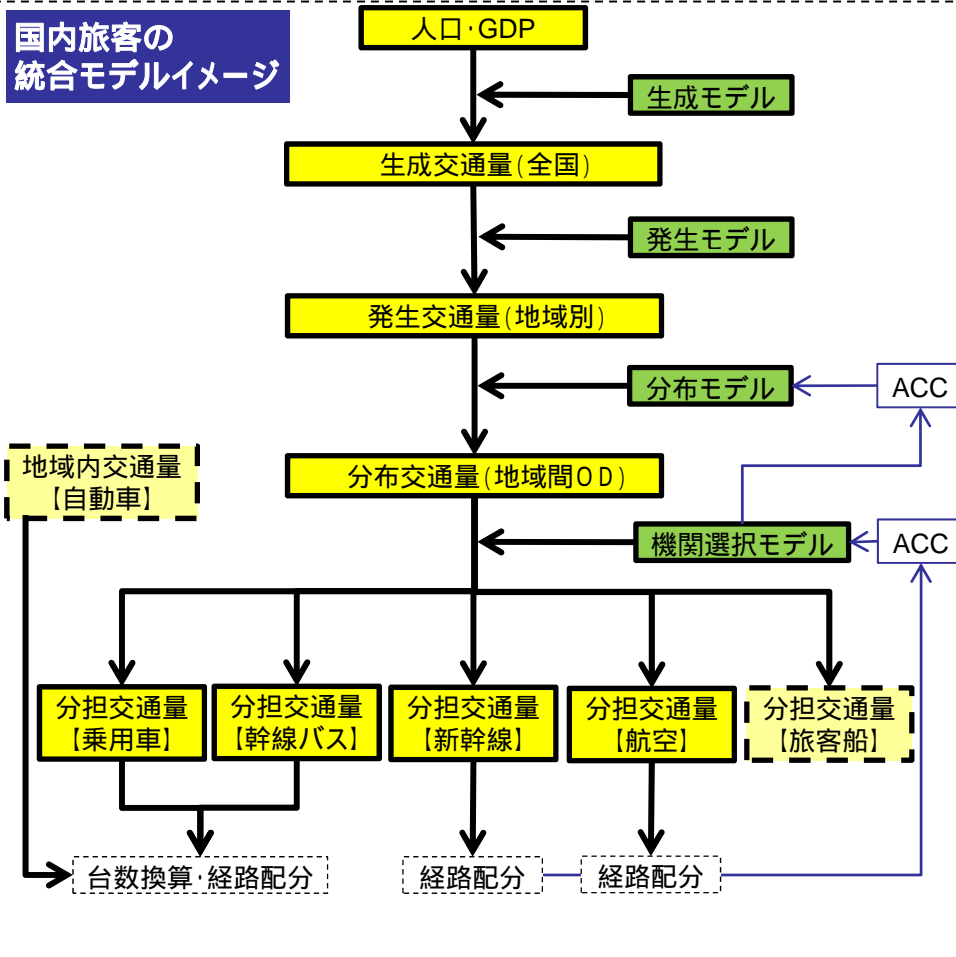 国内旅客の
統合モデルイメージ
人口・GDP
生成モデル
生成交通量(全国)
発生モデル
発生交通量(地域別)
分布モデル
ACC
地域内交通量
【自動車】
分布交通量(地域間OD)
機関選択モデル
ACC
分担交通量
【乗用車】
分担交通量
【幹線バス】
分担交通量
【新幹線】
分担交通量
【航空】
分担交通量
【旅客船】
台数換算・経路配分
経路配分
経路配分